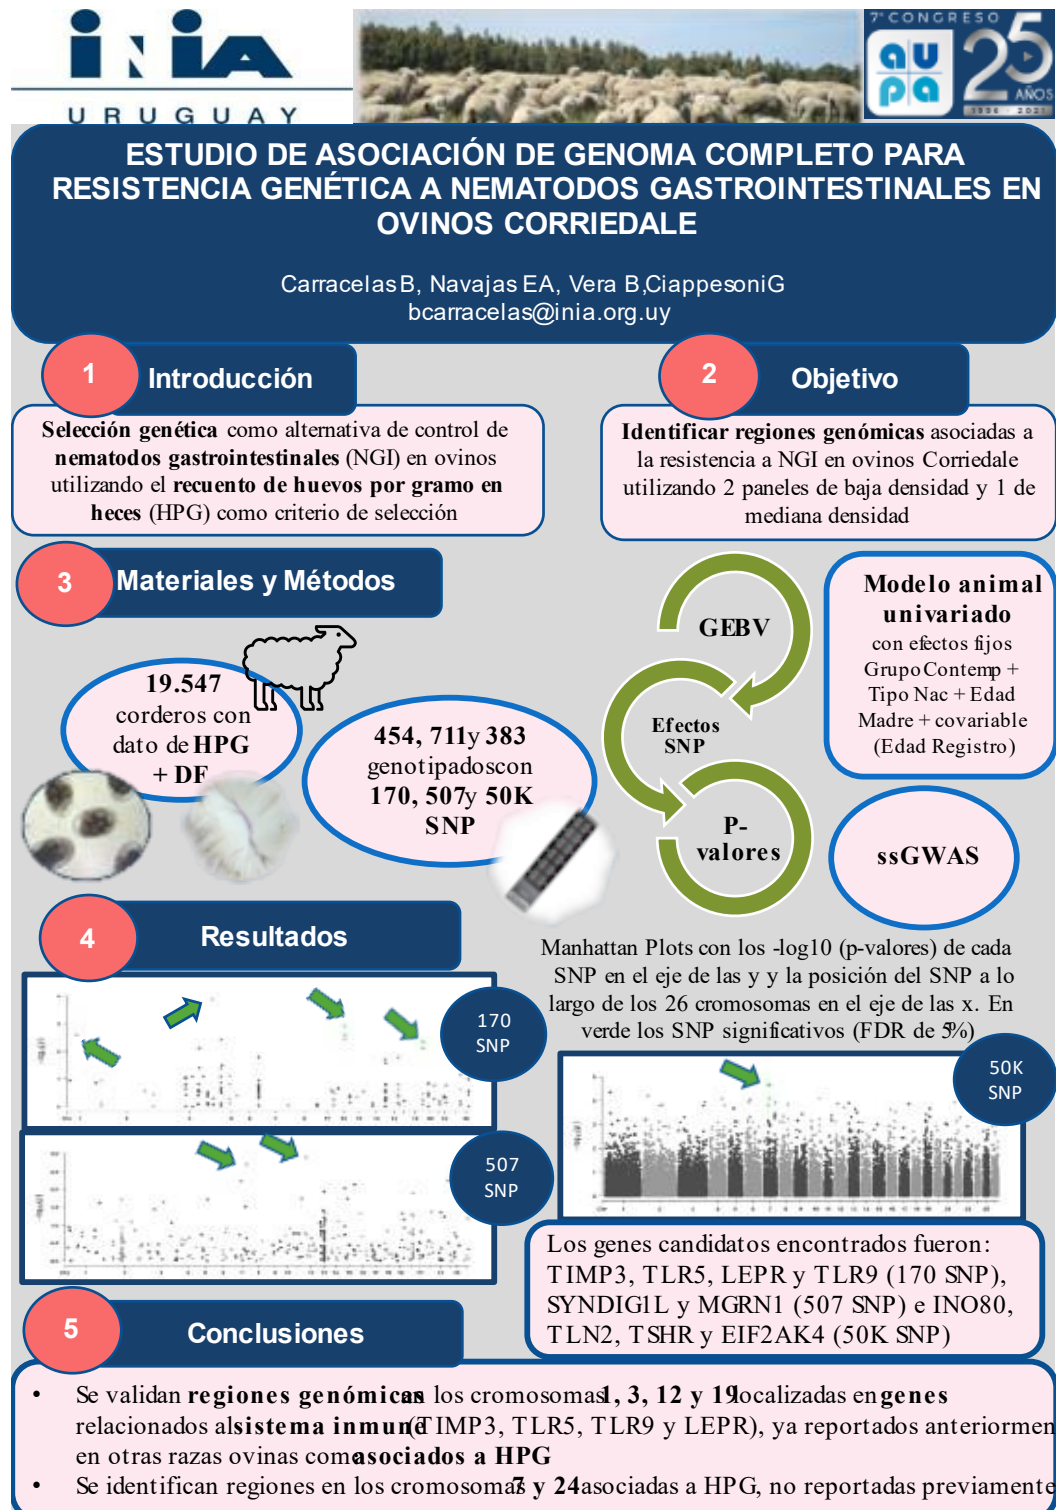 INIA
URUGUAY
7º CONGRESO
aupa
25
AÑOS
1996 - 2021
ESTUDIO DE ASOCIACIÓN DE GENOMA COMPLETO PARA
RESISTENCIA GENÉTICA A NEMATODOS GASTROINTESTINALES EN
OVINOS CORRIEDALE
Carracelas B, Navajas EA, Vera B,Ciappesoni G
bcarracelas@inia.org.uy
1
Introducción
Selección genética como alternativa de control de
nematodos gastrointestinales (NGI) en ovinos
utilizando el recuento de huevos por gramo en
heces (HPG) como criterio de selección
2
Objetivo
Identificar regiones genómicas asociadas a
la resistencia a NGI en ovinos Corriedale
utilizando 2 paneles de baja densidad y 1 de
mediana densidad
3
Materiales y Métodos
19.547
corderos con
dato de HPG
+ DF
454, 711 y 383
genotipados con
170, 507 y 50K
SNP
GEBV
Efectos
SNP
P-
valores
Modelo animal
univariado
con efectos fijos
Grupo Contemp +
Tipo Nac + Edad
Madre + covariable
(Edad Registro)
ssGWAS
4
Resultados
170
SNP
507
SNP
Manhattan Plots con los -log10 (p-valores) de cada
SNP en el eje de las y y la posición del SNP a lo
largo de los 26 cromosomas en el eje de las x. En
verde los SNP significativos (FDR de 5%)
50K
SNP
Los genes candidatos encontrados fueron:
TIMP3, TLR5, LEPR y TLR9 (170 SNP),
SYNDIG1L y MGRN1 (507 SNP) e INO80,
TLN2, TSHR y EIF2AK4 (50K SNP)
5
Conclusiones
• Se validan regiones genómicas en los cromosomas 1, 3, 12 y 19 localizadas en genes
relacionados al sistema inmune (TIMP3, TLR5, TLR9 y LEPR), ya reportados anteriormen
en otras razas ovinas como asociados a HPG
• Se identifican regiones en los cromosomas 7 y 24 asociadas a HPG, no reportadas previamente